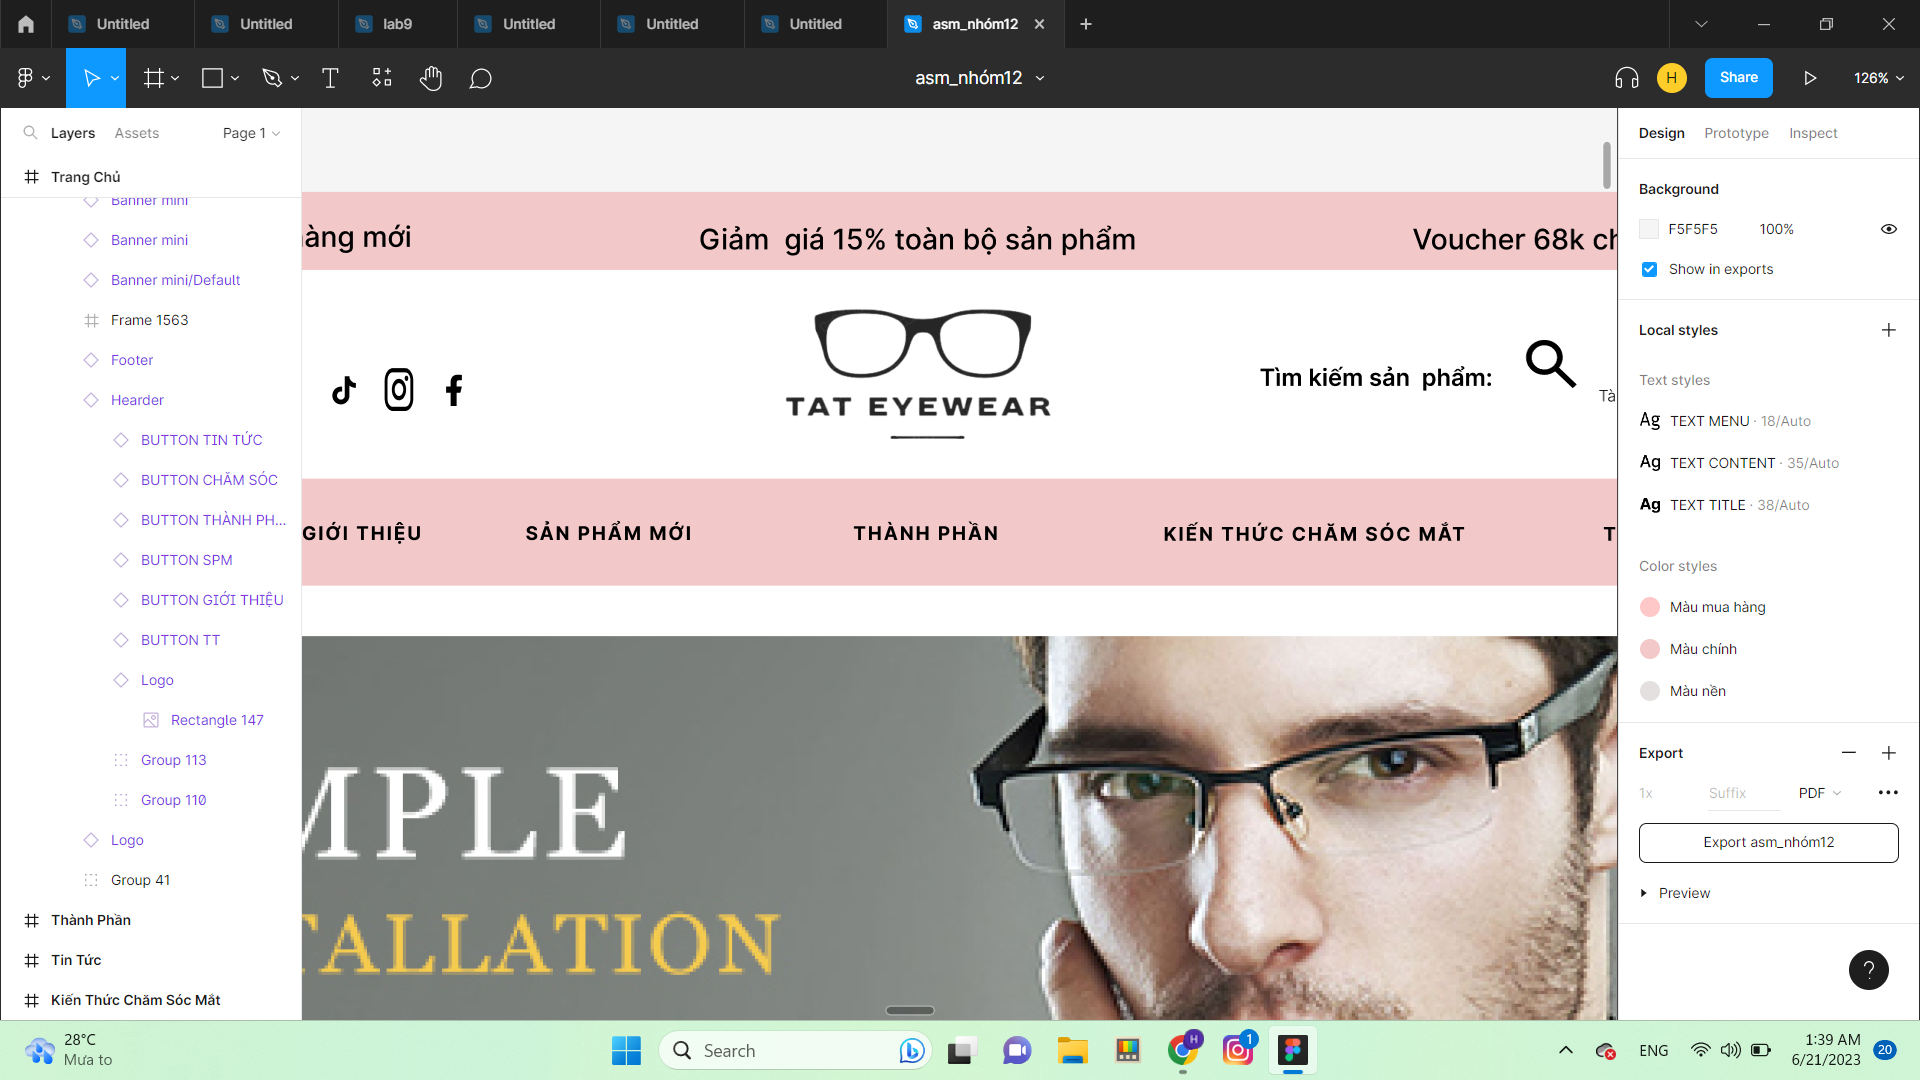 Untitled
Untitled
lab9
Untitled
Untitled
Untitled
asm_nhóm12
asm_nhóm12
H
Share
126%
Layers
Assets
Page 1
Trang Chủ
Banner mini
Banner mini
Banner mini/Default
Frame 1563
Footer
Hearder
BUTTON TIN TỨC
BUTTON CHĂM SÓC
BUTTON THÀNH PH...
BUTTON SPM
BUTTON GIỚI THIỆU
BUTTON TT
Logo
Rectangle 147
Group 113
Group 110
Logo
Group 41
Thành Phần
Tin Tức
Kiến Thức Chăm Sóc Mắt
àng mới
Giảm  giá 15% toàn bộ sản phẩm
Voucher 68k ch
TAT EYEWEAR
Tìm kiếm sản  phẩm:
Tà
GIỚI THIỆU
SẢN PHẨM MỚI
THÀNH PHẦN
KIẾN THỨC CHĂM SÓC MẮT
T
MPLE
TALLATION
Design
Prototype
Inspect
Background
F5F5F5
100%
Show in exports
Local styles
Text styles
Ag TEXT MENU · 18/Auto
Ag TEXT CONTENT · 35/Auto
Ag TEXT TITLE · 38/Auto
Color styles
Màu mua hàng
Màu chính
Màu nền
Export
1x
Suffix
PDF
Export asm_nhóm12
Preview
?
28°C
Mưa to
Search
H
1
ENG
1:39 AM
6/21/2023
20